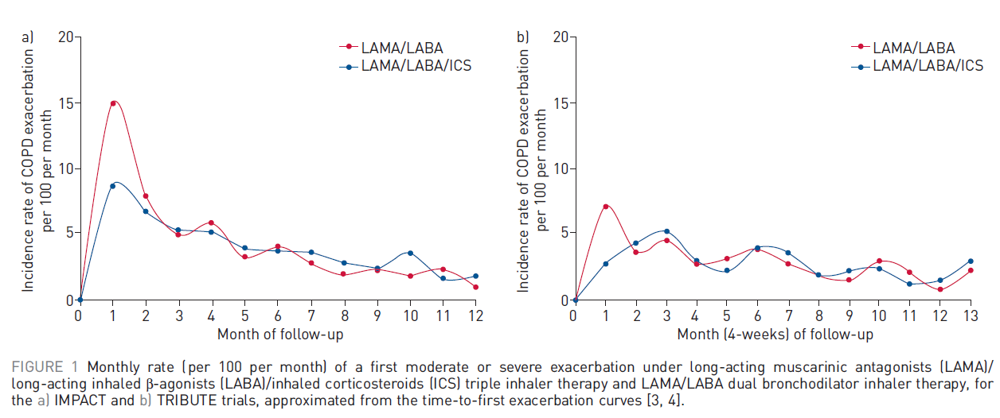 a)
20
15
10
5
0
Incidence rate of COPD exacerbation
per 100 per month
LAMA/LABA
LAMA/LABA/ICS
0 1 2 3 4 5 6 7 8 9 10 11 12
Month of follow-up
b)
20
15
10
5
0
Incidence rate of COPD exacerbation
per 100 per month
LAMA/LABA
LAMA/LABA/ICS
0 1 2 3 4 5 6 7 8 9 10 11 12 13
Month (4-weeks) of follow-up
FIGURE 1 Monthly rate (per 100 per month) of a first moderate or severe exacerbation under long-acting muscarinic antagonists (LAMA)/
long-acting inhaled β-agonists (LABA)/inhaled corticosteroids (ICS) triple inhaler therapy and LAMA/LABA dual bronchodilator inhaler therapy, for
the a) IMPACT and b) TRIBUTE trials, approximated from the time-to-first exacerbation curves [3, 4].